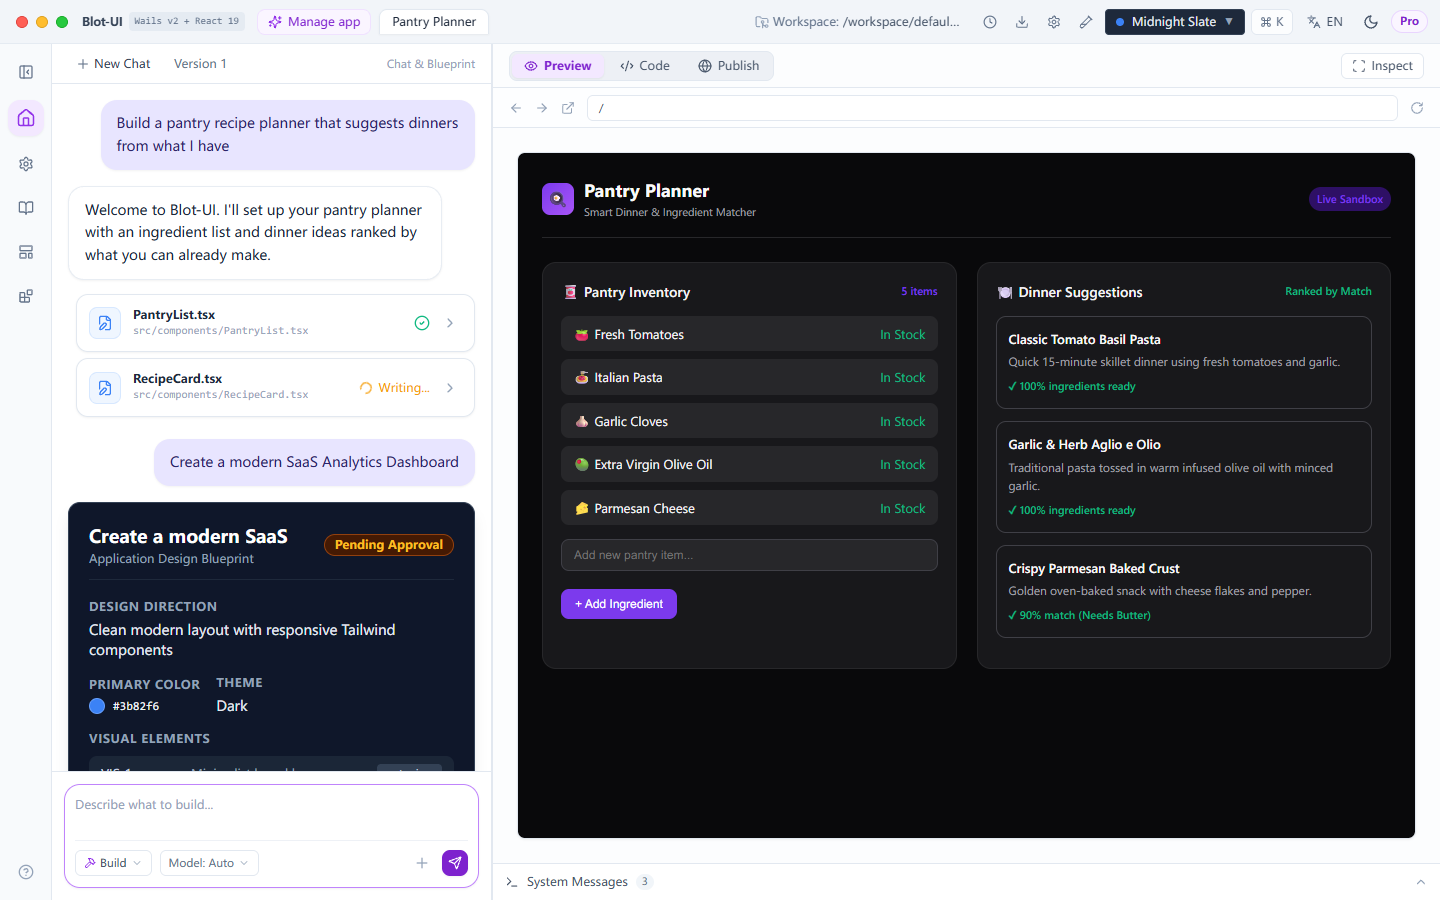 Blot-UI
Wails v2 + React 19
Manage app
Pantry Planner
Workspace: /workspace/defaul...
Midnight Slate ▼
⌘ K
EN
Pro
New Chat
Version 1
Chat & Blueprint
Build a pantry recipe planner that suggests dinners
from what I have
Welcome to Blot-UI. I'll set up your pantry planner
with an ingredient list and dinner ideas ranked by
what you can already make.
PantryList.tsx
src/components/PantryList.tsx
RecipeCard.tsx
src/components/RecipeCard.tsx
Writing...
Create a modern SaaS Analytics Dashboard
Create a modern SaaS
Application Design Blueprint
Pending Approval
DESIGN DIRECTION
Clean modern layout with responsive Tailwind
components
PRIMARY COLOR
#3b82f6
THEME
Dark
VISUAL ELEMENTS
Describe what to build...
Build
Model: Auto
Preview
Code
Publish
Inspect
/
Pantry Planner
Smart Dinner & Ingredient Matcher
Live Sandbox
Pantry Inventory
5 items
Fresh Tomatoes
In Stock
Italian Pasta
In Stock
Garlic Cloves
In Stock
Extra Virgin Olive Oil
In Stock
Parmesan Cheese
In Stock
Add new pantry item...
+ Add Ingredient
Dinner Suggestions
Ranked by Match
Classic Tomato Basil Pasta
Quick 15-minute skillet dinner using fresh tomatoes and garlic.
✓ 100% ingredients ready
Garlic & Herb Aglio e Olio
Traditional pasta tossed in warm infused olive oil with minced
garlic.
✓ 100% ingredients ready
Crispy Parmesan Baked Crust
Golden oven-baked snack with cheese flakes and pepper.
✓ 90% match (Needs Butter)
System Messages
3